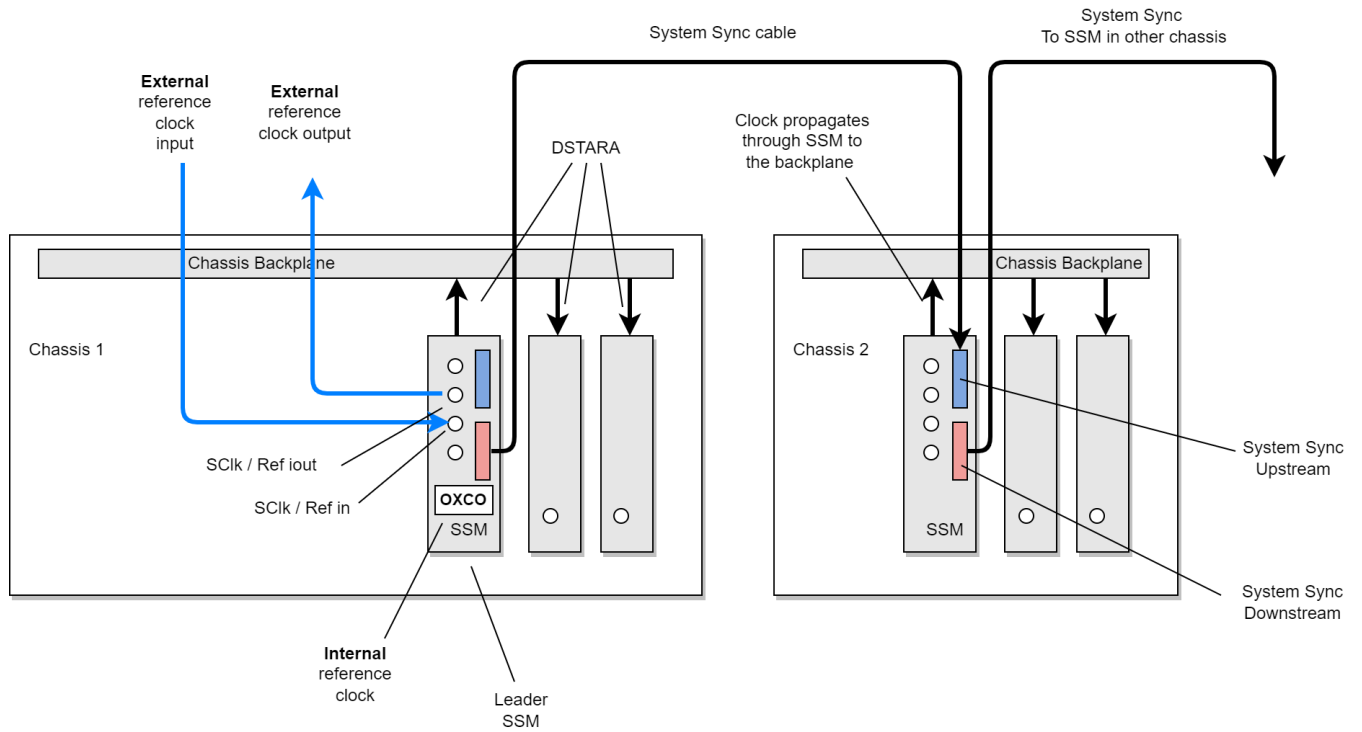 System Sync
To SSM in other chassis
System Sync cable
External
reference
clock
input
External
reference
clock output
DSTARA
Clock propagates
through SSM to
the backplane
Chassis Backplane
Chassis Backplane
Chassis 1
Chassis 2
SClk / Ref iout
SClk / Ref in
OXCO
SSM
SSM
System Sync
Upstream
System Sync
Downstream
Internal
reference
clock
Leader
SSM